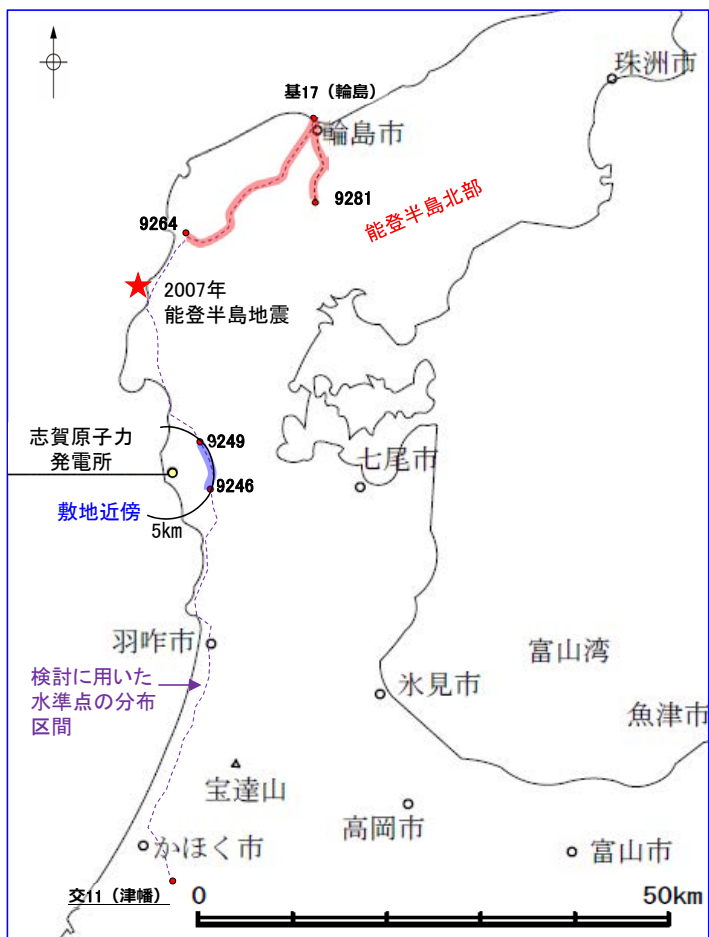 珠洲市
基17（輪島）
輪島市
9281
能登半島北部
9264
2007年
能登半島地震
志賀原子力
発電所
9249
9246
七尾市
敷地近傍
5km
羽咋市
富山湾
検討に用いた
水準点の分布
区間
氷見市
魚津市
宝達山
高岡市
かほく市
富山市
交11（津幡）
0
50km